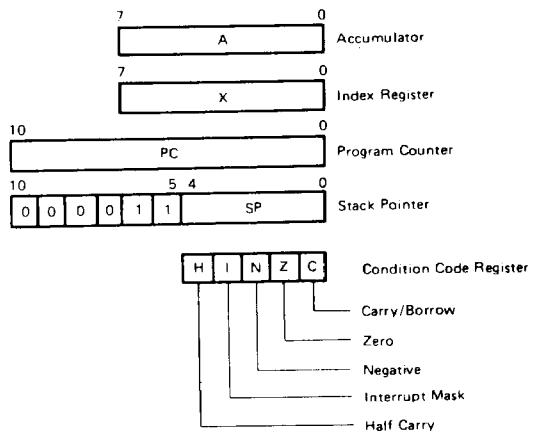 7 0
A Accumulator
7 0
X Index Register
10 0
PC Program Counter
10 5 4 0
0 0 0 0 1 1 SP Stack Pointer
H I N Z C Condition Code Register
Carry/Borrow
Zero
Negative
Interrupt Mask
Half Carry